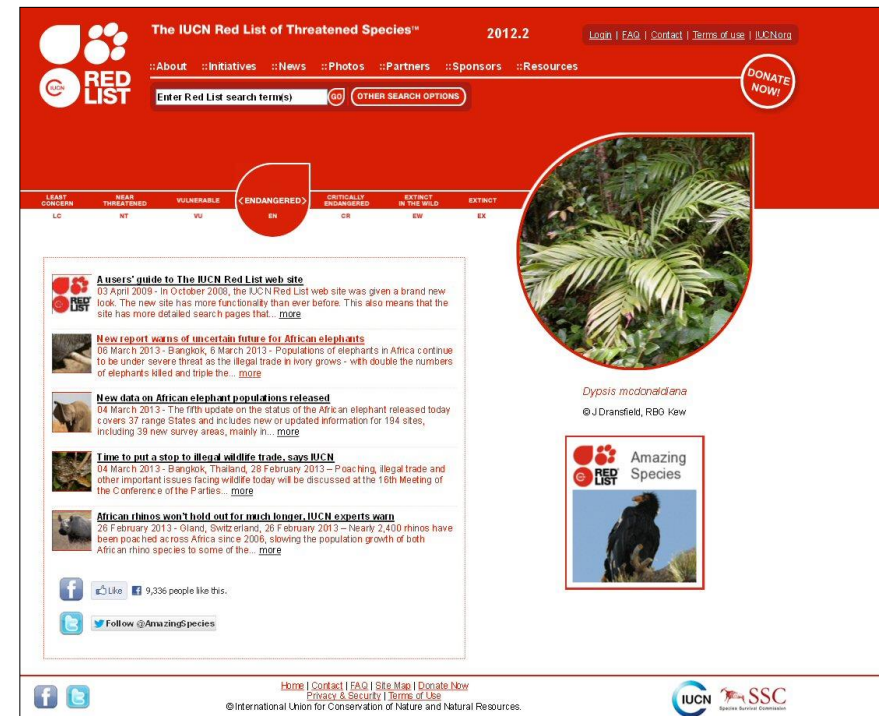 The IUCN Red List of Threatened Species™
2012.2
Login | FAQ | Contact | Terms of use | IUCN.org
::About ::Initiatives ::News ::Photos ::Partners ::Sponsors ::Resources
IUCN RED LIST
DONATE NOW!
Enter Red List search term(s) GO OTHER SEARCH OPTIONS
LEAST CONCERN NEAR THREATENED VULNERABLE <ENDANGERED> CRITICALLY ENDANGERED EXTINCT IN THE WILD EXTINCT
LC NT VU EN CR EW EX
RED LIST
A users' guide to The IUCN Red List web site
03 April 2009 - In October 2008, the IUCN Red List web site was given a brand new
look. The new site has more functionality than ever before. This also means that the
site has more detailed search pages that... more
New report warns of uncertain future for African elephants
06 March 2013 - Bangkok, 6 March 2013 - Populations of elephants in Africa continue
to be under severe threat as the illegal trade in ivory grows - with double the numbers
of elephants killed and triple the... more
New data on African elephant populations released
04 March 2013 - The fifth update on the status of the African elephant released today
covers 37 range States and includes new or updated information for 194 sites,
including 39 new survey areas, mainly in... more
Time to put a stop to illegal wildlife trade, says IUCN
04 March 2013 - Bangkok, Thailand, 28 February 2013 – Poaching, illegal trade and
other important issues facing wildlife today will be discussed at the 16th Meeting of
the Conference of the Parties... more
African rhinos won't hold out for much longer, IUCN experts warn
26 February 2013 - Gland, Switzerland, 26 February 2013 – Nearly 2,400 rhinos have
been poached across Africa since 2006, slowing the population growth of both
African rhino species to some of the... more
Like 9,336 people like this.
Follow @AmazingSpecies
Dypsis mcdonaldiana
© J Dransfield, RBG Kew
RED LIST
Amazing
Species
Home | Contact | FAQ | Site Map | Donate Now
Privacy & Security | Terms of Use
© International Union for Conservation of Nature and Natural Resources.
IUCN
SSC
Species Survival Commission